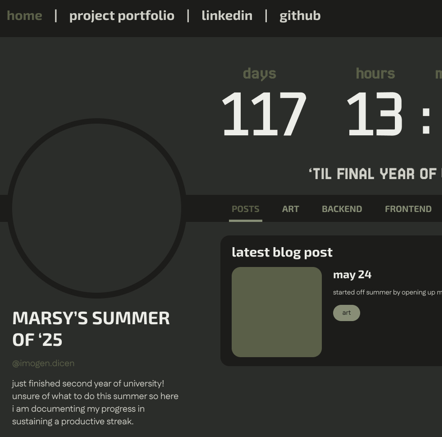 home | project portfolio | linkedin | github
days hours
117 13 :
'TIL FINAL YEAR OF
POSTS ART BACKEND FRONTEND
latest blog post
may 24
started off summer by opening up
art
MARSY'S SUMMER
OF '25
@imogen.dicen
just finished second year of university!
unsure of what to do this summer so here
i am documenting my progress in
sustaining a productive streak.